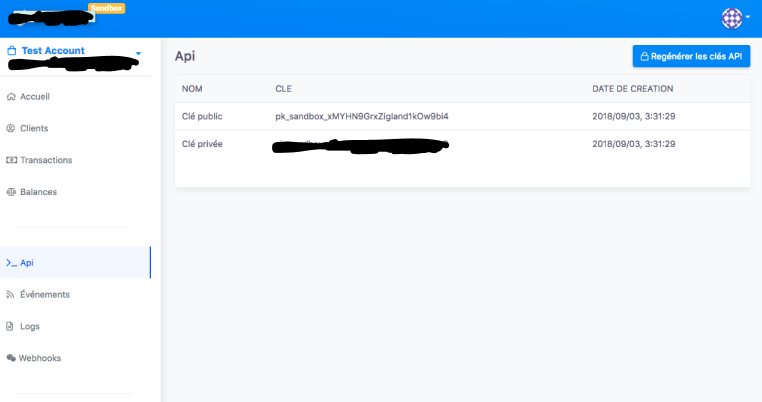 Sandbox
Test Account
Accueil
Clients
Transactions
Balances
Api
Événements
Logs
Webhooks
Api
Regénérer les clés API
NOM CLE DATE DE CREATION
Clé public pk_sandbox_xMYHN9GrxZigland1kOw9bi4 2018/09/03, 3:31:29
Clé privée 2018/09/03, 3:31:29